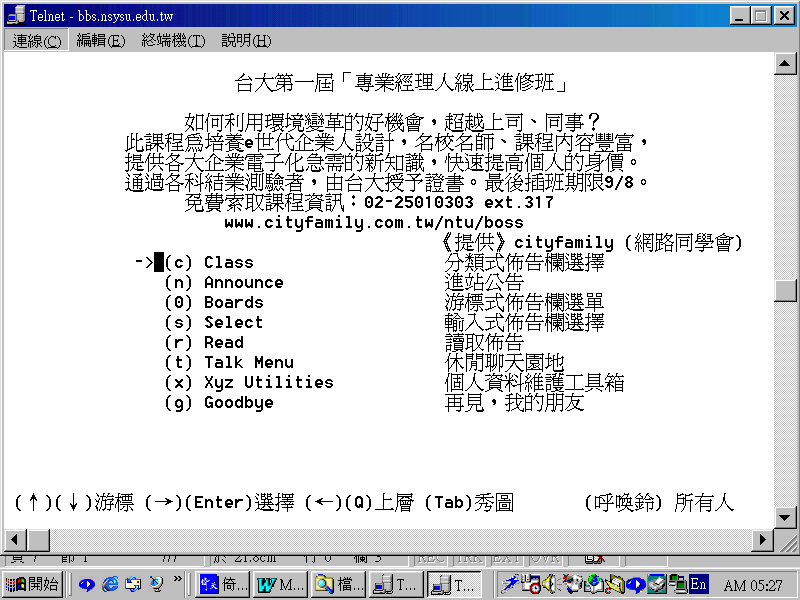 Telnet - bbs.nsysu.edu.tw
連線(C) 編輯(E) 終端機(T) 說明(H)
台大第一屆「專業經理人線上進修班」
如何利用環境變革的好機會，超越上司、同事？
此課程為培養e世代企業人設計，名校名師、課程內容豐富，
提供各大企業電子化急需的新知識，快速提高個人的身價。
通過各科結業測驗者，由台大授予證書。最後插班期限9/8。
免費索取課程資訊：02-25010303 ext.317
www.cityfamily.com.tw/ntu/boss
《提供》cityfamily (網路同學會)
->(c) Class 分類式佈告欄選擇
(n) Announce 進站公告
(0) Boards 游標式佈告欄選單
(s) Select 輸入式佈告欄選擇
(r) Read 讀取佈告
(t) Talk Menu 休閒聊天園地
(x) Xyz Utilities 個人資料維護工具箱
(g) Goodbye 再見，我的朋友
(↑)(↓)游標 (→)(Enter)選擇 (←)(Q)上層 (Tab)秀圖 (呼喚鈴) 所有人
REC TRK EXT OVR
開始 倚... M... 檔... T... T... En AM 05:27